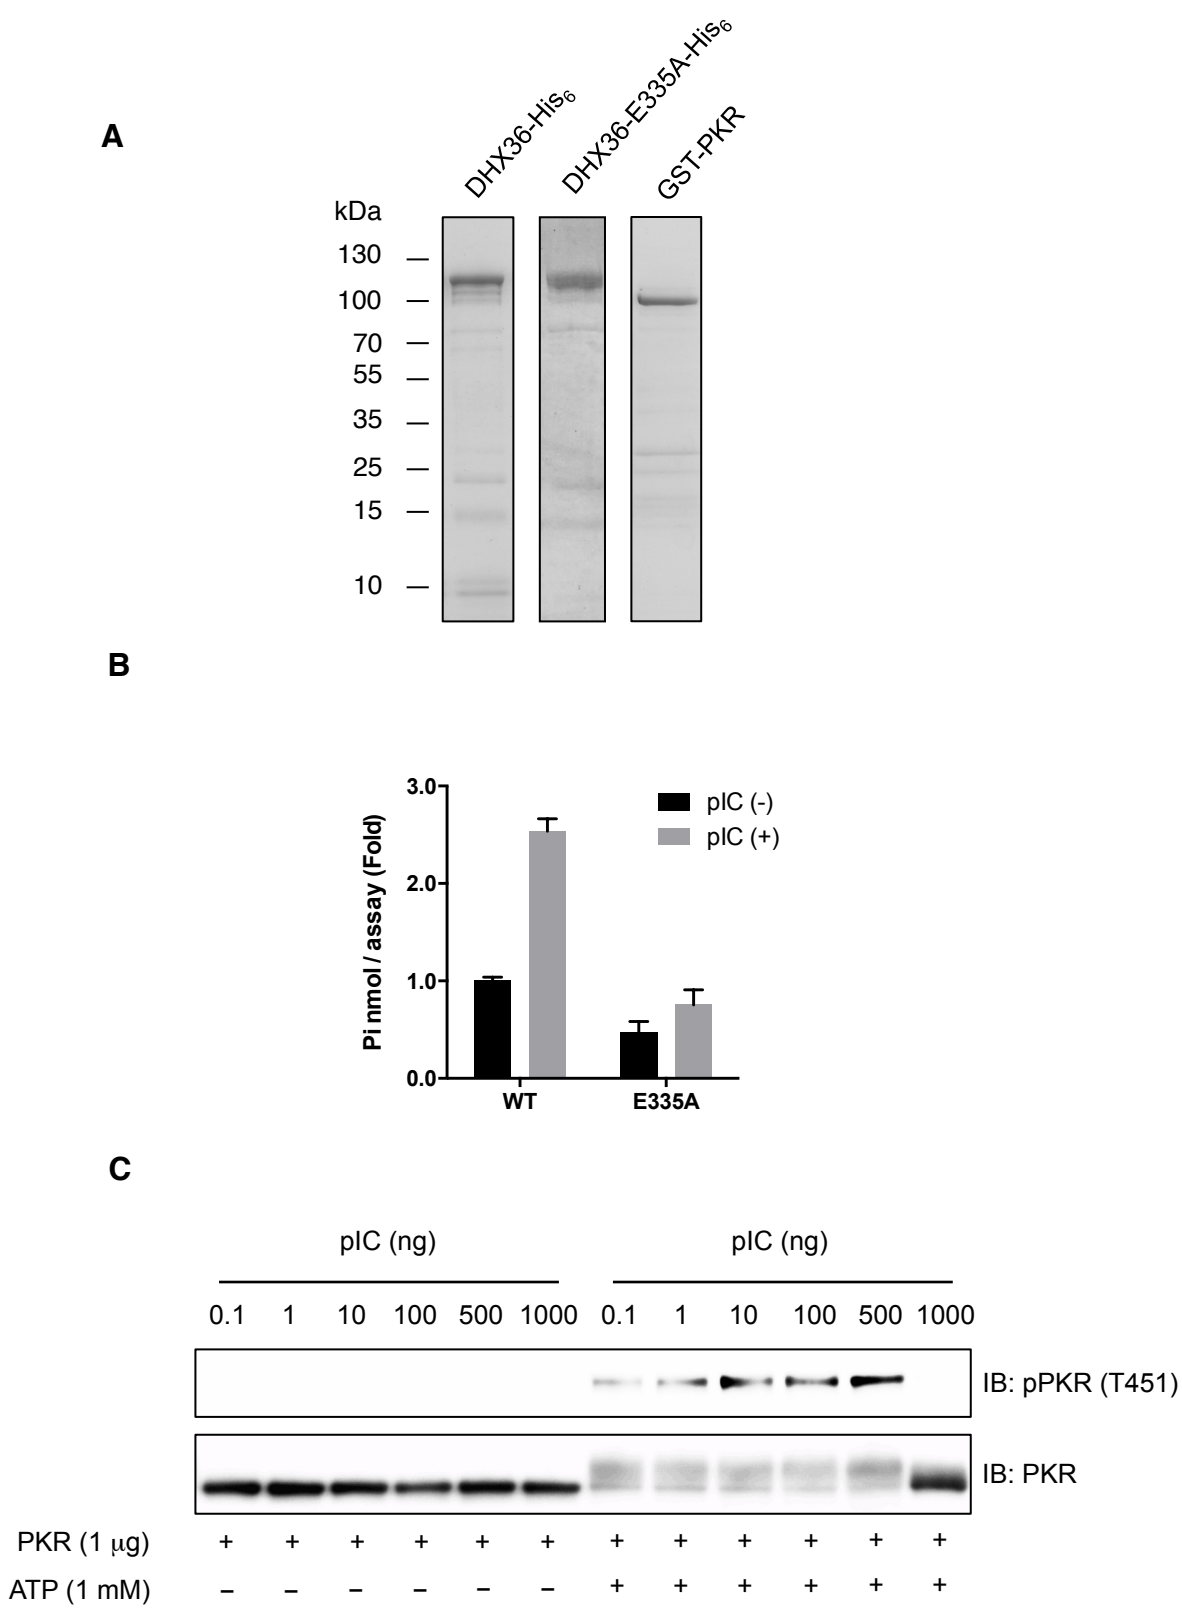 A
DHX36-His6
DHX36-E335A-His6
GST-PKR
kDa
130
100
70
55
35
25
15
10
B
3.0
2.0
1.0
0.0
Pi nmol / assay (Fold)
pIC (-)
pIC (+)
WT E335A
C
pIC (ng) pIC (ng)
0.1 1 10 100 500 1000 0.1 1 10 100 500 1000
IB: pPKR (T451)
IB: PKR
PKR (1 μg) + + + + + + + + + + + +
ATP (1 mM) – – – – – – + + + + + +